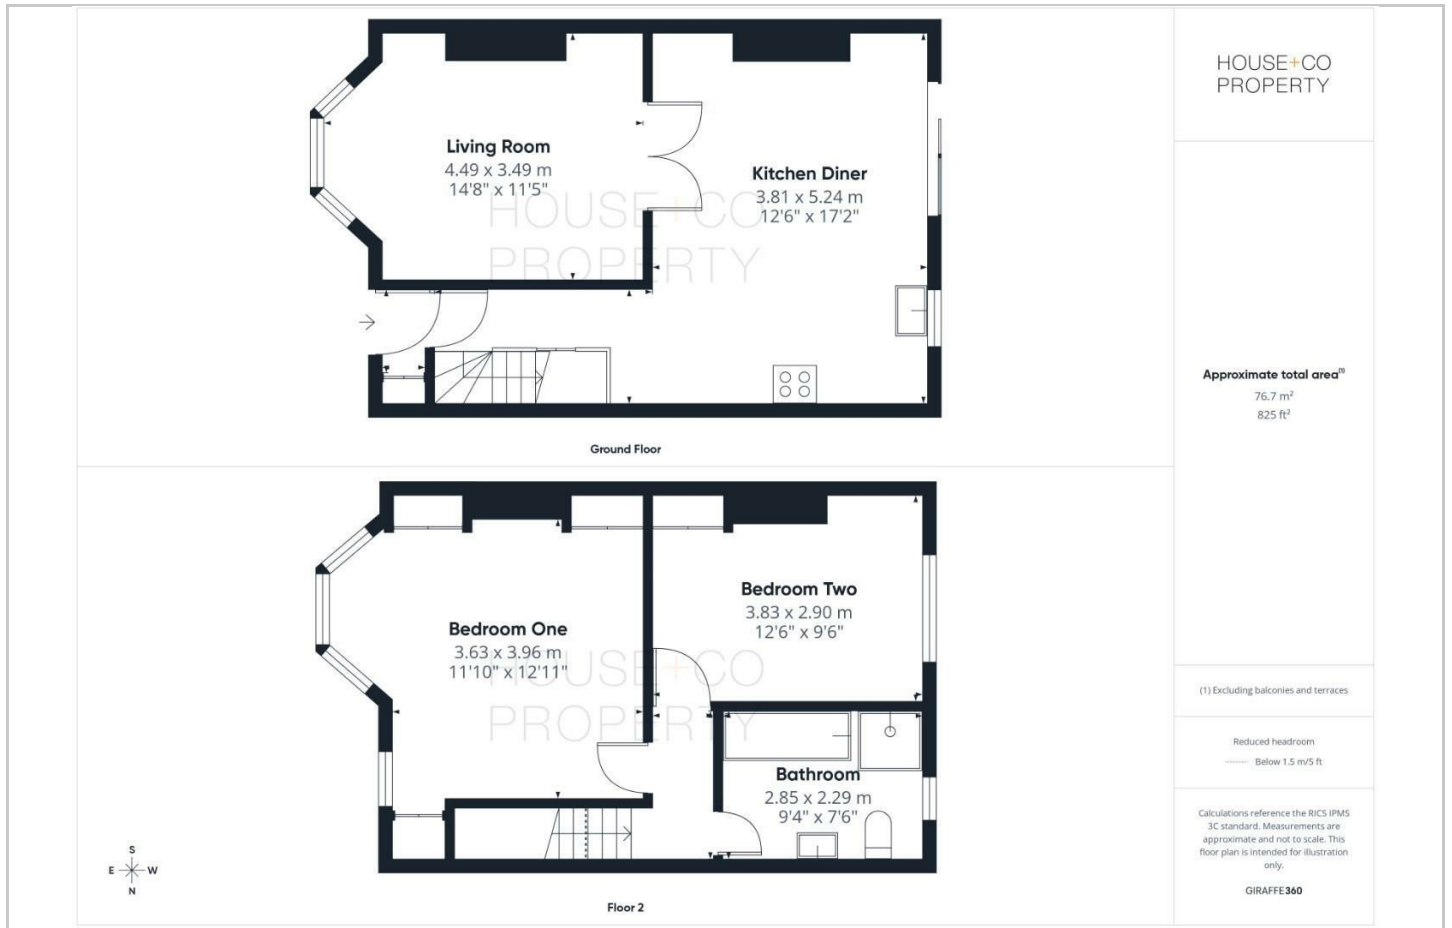 HOUSE+CO
PROPERTY
Living Room
4.49 x 3.49 m
14'8" x 11'5"
Kitchen Diner
3.81 x 5.24 m
12'6" x 17'2"
HOUSE+CO
PROPERTY
Ground Floor
Approximate total area(1)
76.7 m²
825 ft²
Bedroom One
3.63 x 3.96 m
11'10" x 12'11"
Bedroom Two
3.83 x 2.90 m
12'6" x 9'6"
HOUSE+CO
PROPERTY
Bathroom
2.85 x 2.29 m
9'4" x 7'6"
S
E W
N
Floor 2
(1) Excluding balconies and terraces
Reduced headroom
Below 1.5 m/5 ft
Calculations reference the RICS IPMS
3C standard. Measurements are
approximate and not to scale. This
floor plan is intended for illustration
only.
GIRAFFE360